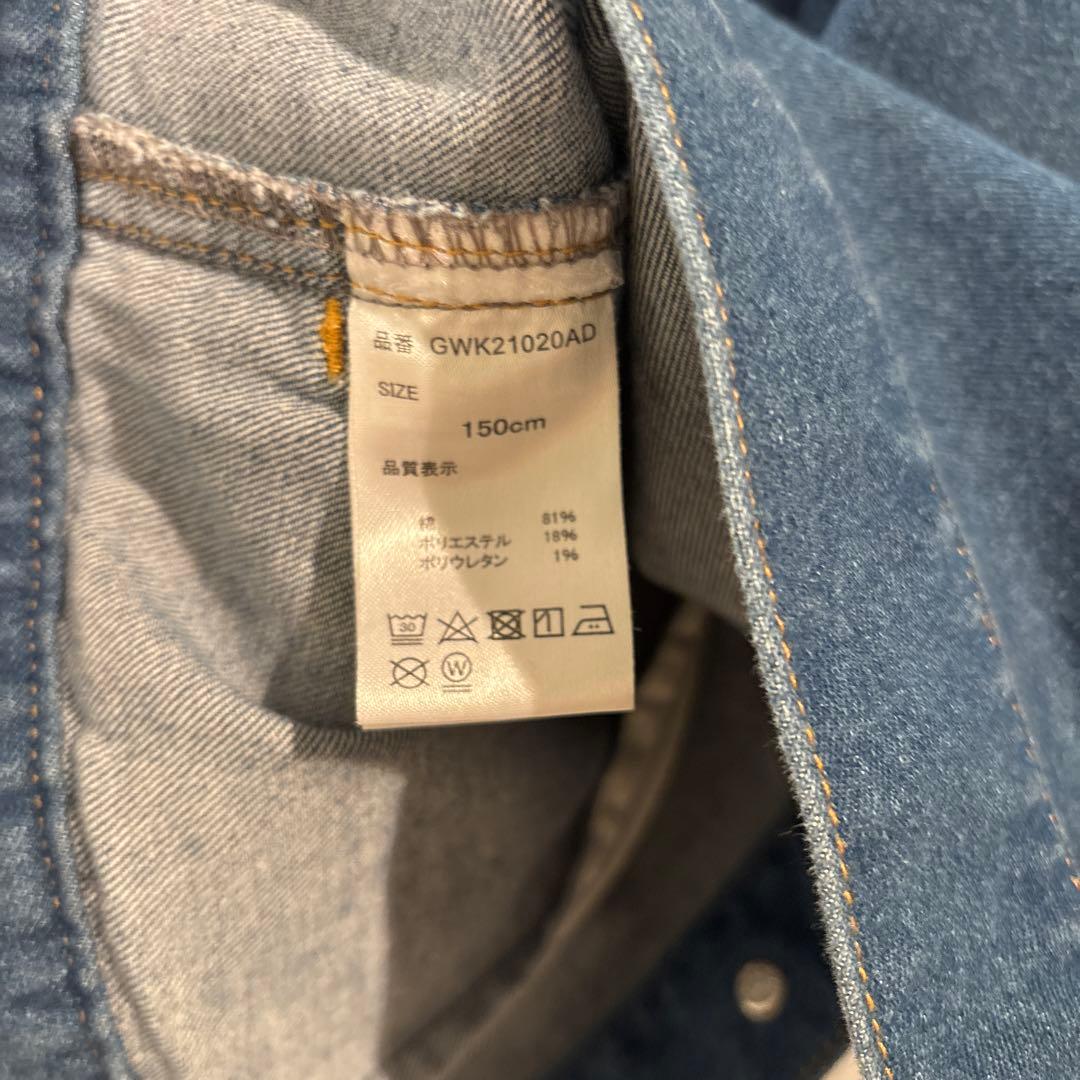 品番 GWK21020AD
SIZE
150cm
品質表示
綿 81%
ポリエステル 18%
ポリウレタン 1%
30
W